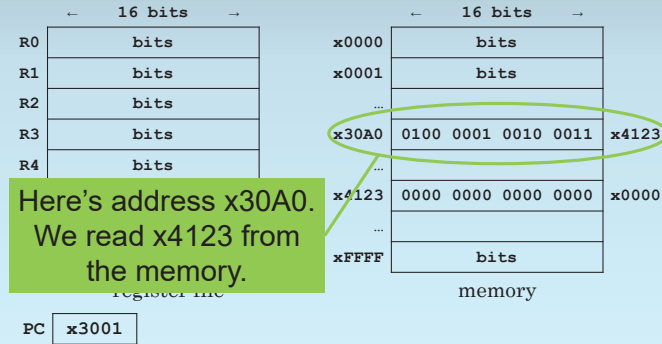 ← 16 bits →
R0 bits
R1 bits
R2 bits
R3 bits
R4 bits
← 16 bits →
x0000 bits
x0001 bits
…
x30A0 0100 0001 0010 0011 x4123
…
x4123 0000 0000 0000 0000 x0000
…
xFFFF bits
memory
Here’s address x30A0.
We read x4123 from
the memory.
register file
PC x3001